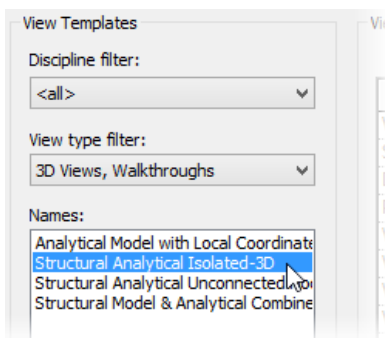 View Templates
Discipline filter:
<all>
View type filter:
3D Views, Walkthroughs
Names:
Analytical Model with Local Coordinate
Structural Analytical Isolated-3D
Structural Analytical Unconnected
Structural Model & Analytical Combine